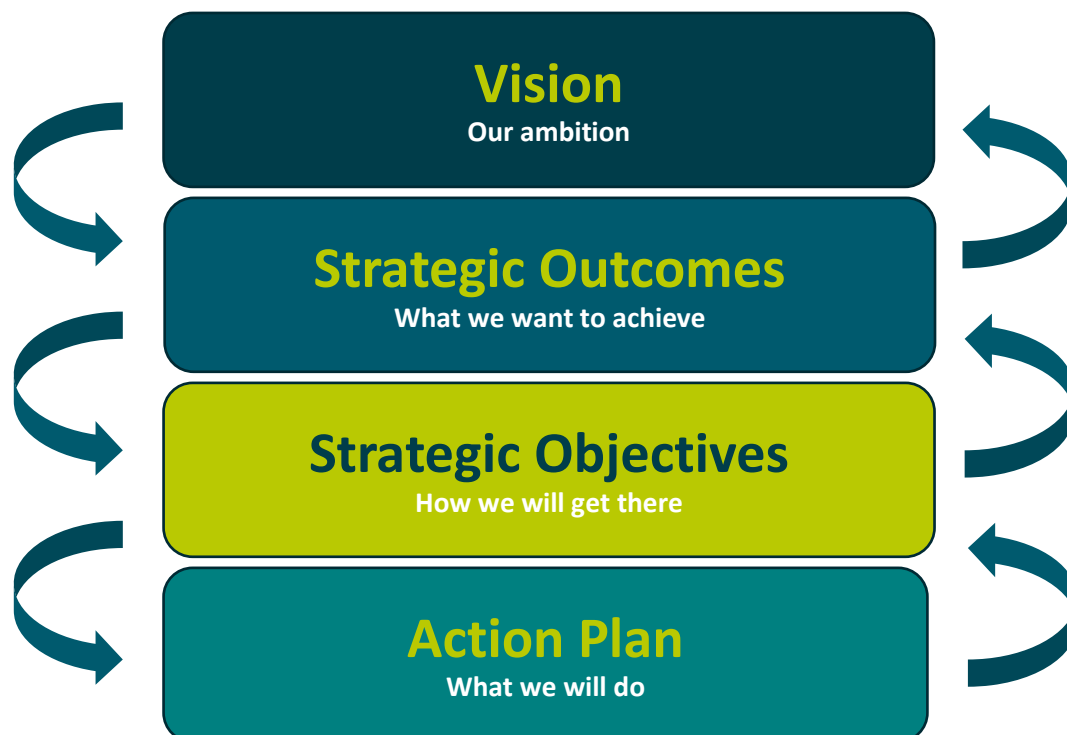 Vision
Our ambition
Strategic Outcomes
What we want to achieve
Strategic Objectives
How we will get there
Action Plan
What we will do